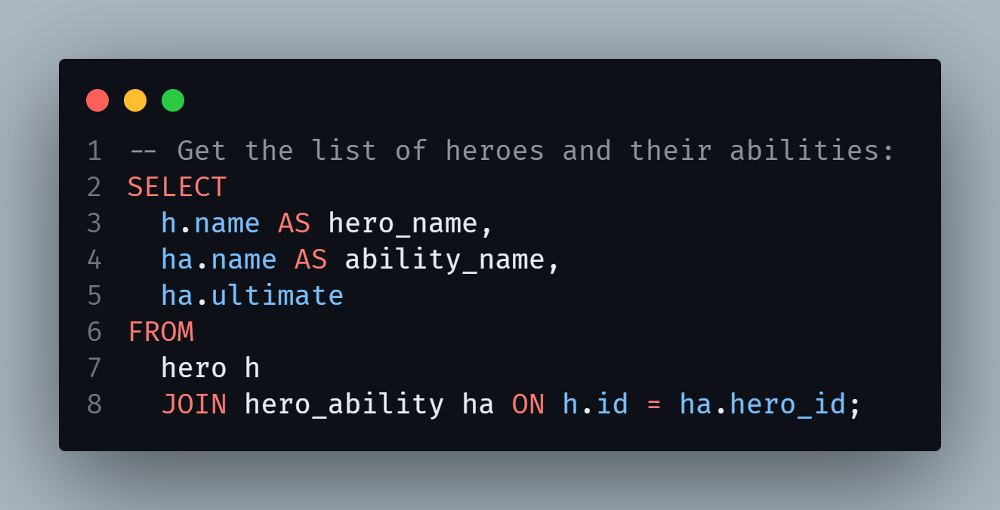 1 -- Get the list of heroes and their abilities:
2 SELECT
3   h.name AS hero_name,
4   ha.name AS ability_name,
5   ha.ultimate
6 FROM
7   hero h
8   JOIN hero_ability ha ON h.id = ha.hero_id;